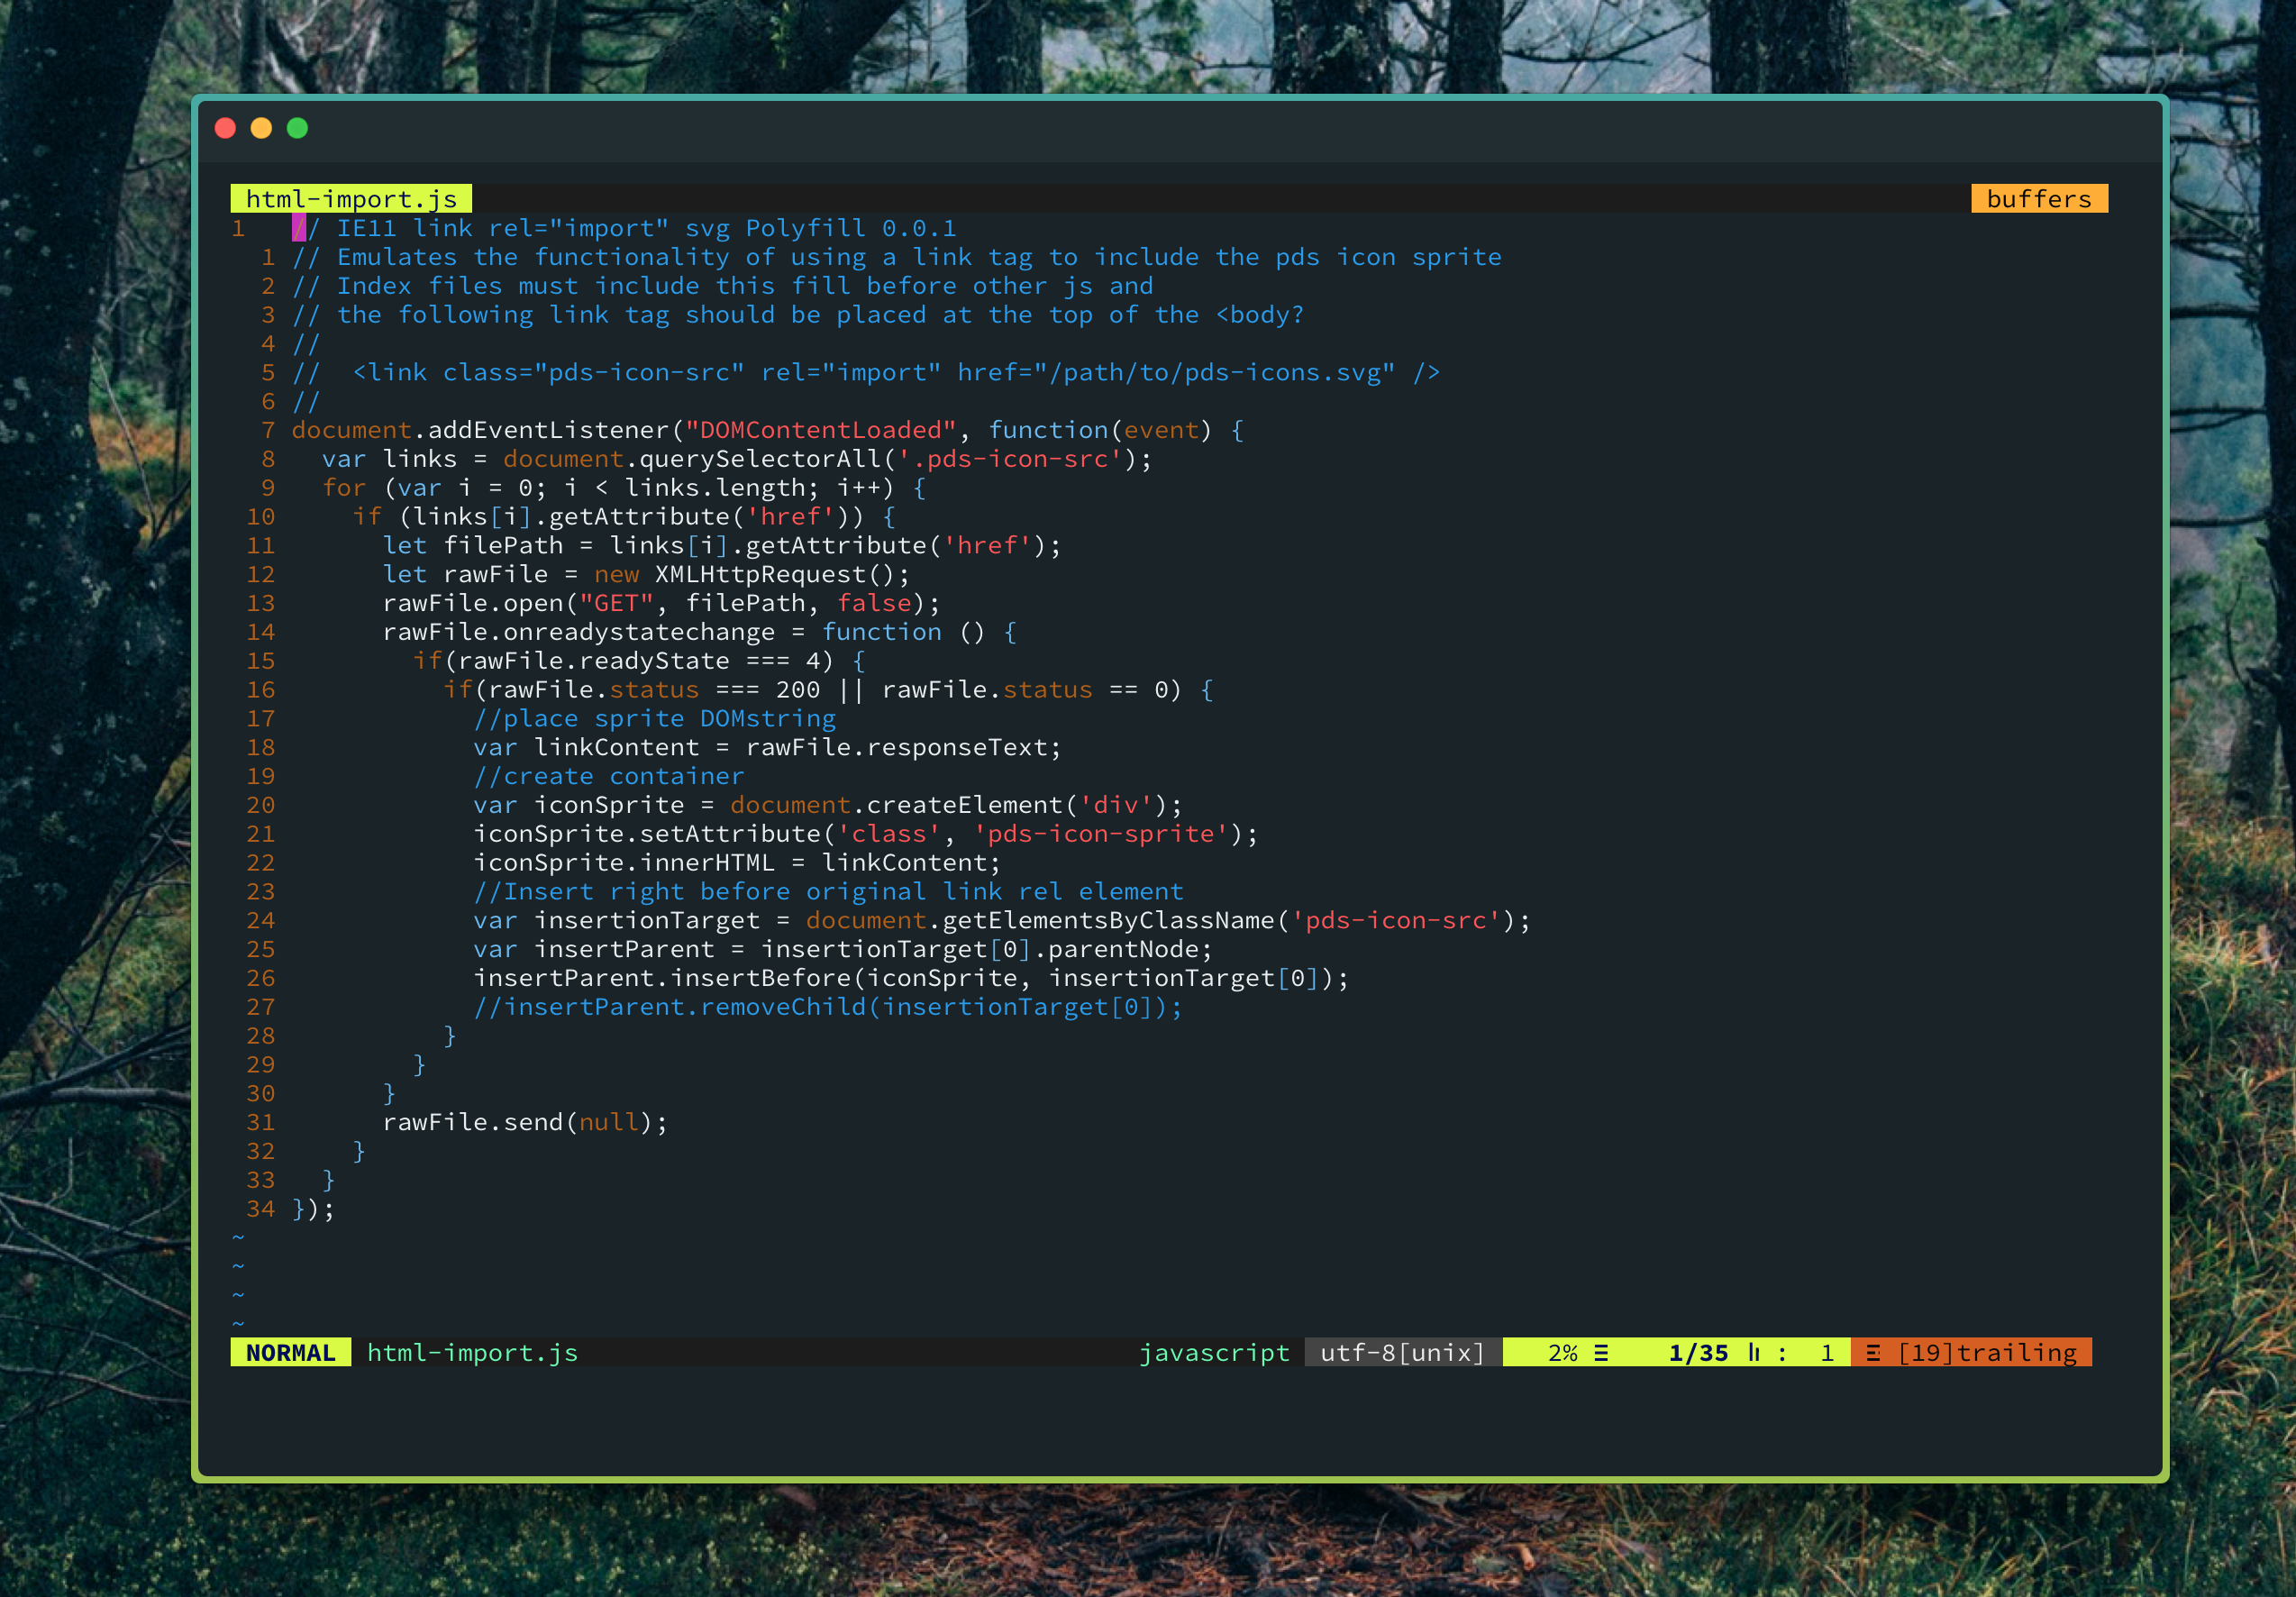 html-import.js buffers
1 // IE11 link rel="import" svg Polyfill 0.0.1
1 // Emulates the functionality of using a link tag to include the pds icon sprite
2 // Index files must include this fill before other js and
3 // the following link tag should be placed at the top of the <body?
4 //
5 //  <link class="pds-icon-src" rel="import" href="/path/to/pds-icons.svg" />
6 //
7 document.addEventListener("DOMContentLoaded", function(event) {
8   var links = document.querySelectorAll('.pds-icon-src');
9   for (var i = 0; i < links.length; i++) {
10     if (links[i].getAttribute('href')) {
11       let filePath = links[i].getAttribute('href');
12       let rawFile = new XMLHttpRequest();
13       rawFile.open("GET", filePath, false);
14       rawFile.onreadystatechange = function () {
15         if(rawFile.readyState === 4) {
16           if(rawFile.status === 200 || rawFile.status == 0) {
17             //place sprite DOMstring
18             var linkContent = rawFile.responseText;
19             //create container
20             var iconSprite = document.createElement('div');
21             iconSprite.setAttribute('class', 'pds-icon-sprite');
22             iconSprite.innerHTML = linkContent;
23             //Insert right before original link rel element
24             var insertionTarget = document.getElementsByClassName('pds-icon-src');
25             var insertParent = insertionTarget[0].parentNode;
26             insertParent.insertBefore(iconSprite, insertionTarget[0]);
27             //insertParent.removeChild(insertionTarget[0]);
28           }
29         }
30       }
31       rawFile.send(null);
32     }
33   }
34 });
~
~
~
~
NORMAL html-import.js javascript utf-8[unix] 2% Ξ 1/35 ㏑ : 1 Ξ [19]trailing